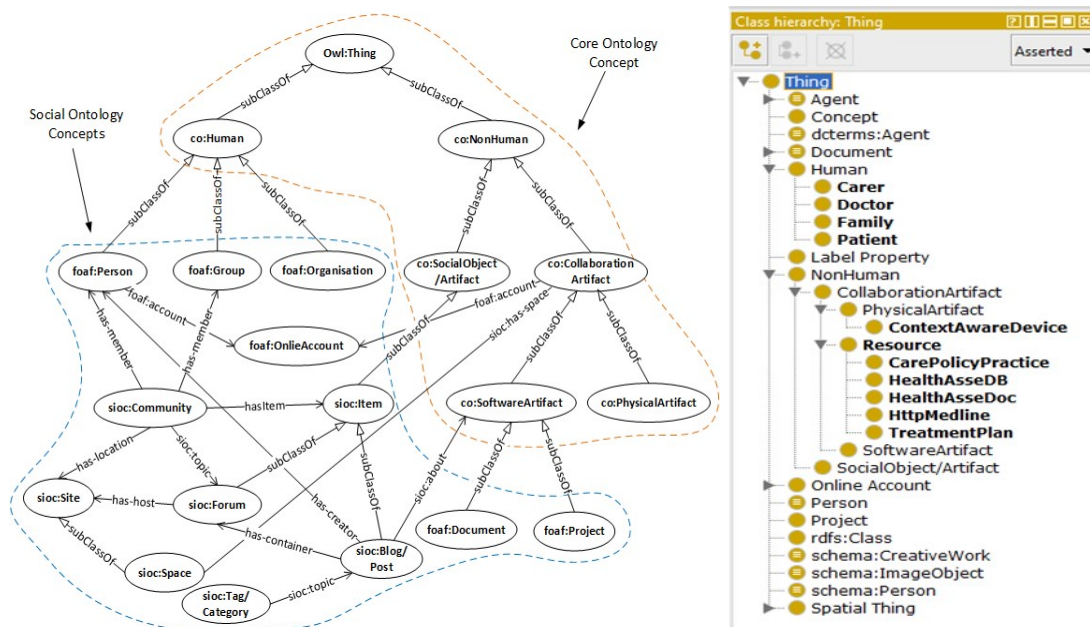 Owl:Thing
Core Ontology
Concept
subClassOf
subClassOf
Social Ontology
Concepts
co:Human
co:NonHuman
subClassOf
subClassOf
subClassOf
subClassOf
subClassOf
foaf:Person
foaf:Group
foaf:Organisation
co:SocialObject
/Artifact
co:Collaboration
Artifact
foaf:account
foaf:account
sioc:has-space
has-member
has-member
foaf:OnlieAccount
subClassOf
subClassOf
subClassOf
sioc:Community
hasItem
sioc:Item
co:SoftwareArtifact
co:PhysicalArtifact
has-location
sioc:topic
subClassOf
subClassOf
sioc:about
subClassOf
subClassOf
sioc:Site
has-host
sioc:Forum
has-creator
foaf:Document
foaf:Project
subClassOf
has-container
sioc:Space
sioc:Blog/
Post
sioc:Tag/
Category
sioc:topic
Class hierarchy: Thing
Asserted
Thing
Agent
Concept
dcterms:Agent
Document
Human
Carer
Doctor
Family
Patient
Label Property
NonHuman
CollaborationArtifact
PhysicalArtifact
ContextAwareDevice
Resource
CarePolicyPractice
HealthAsseDB
HealthAsseDoc
HttpMedline
TreatmentPlan
SoftwareArtifact
SocialObject/Artifact
Online Account
Person
Project
rdfs:Class
schema:CreativeWork
schema:ImageObject
schema:Person
Spatial Thing